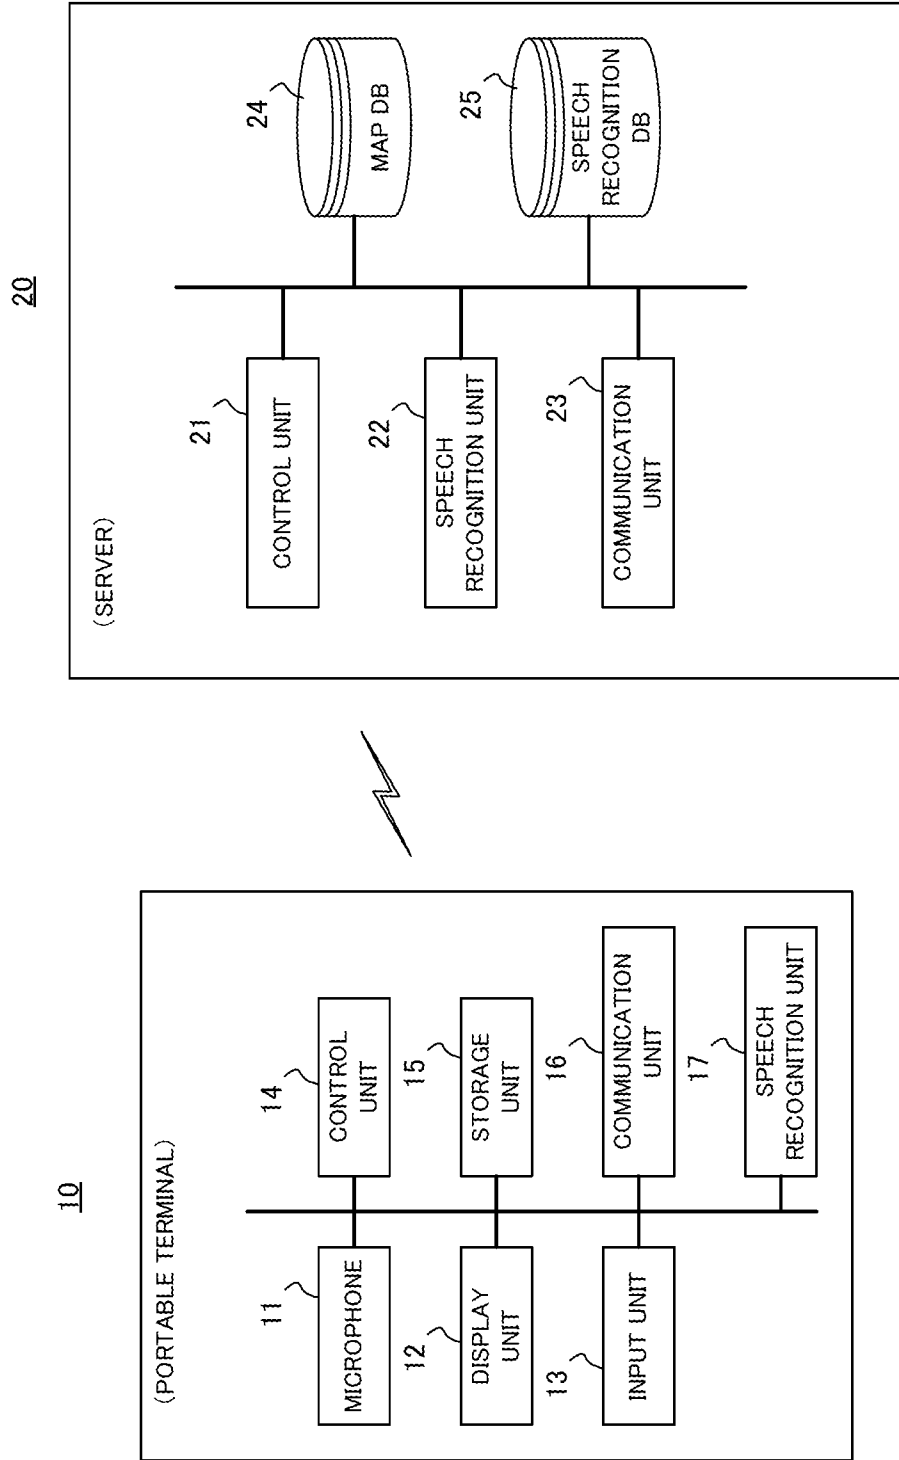 10
(PORTABLE TERMINAL)
11
MICROPHONE
12
DISPLAY
UNIT
13
INPUT UNIT
14
CONTROL
UNIT
15
STORAGE
UNIT
16
COMMUNICATION
UNIT
17
SPEECH
RECOGNITION UNIT
20
(SERVER)
21
CONTROL UNIT
22
SPEECH
RECOGNITION UNIT
23
COMMUNICATION
UNIT
24
MAP DB
25
SPEECH
RECOGNITION
DB